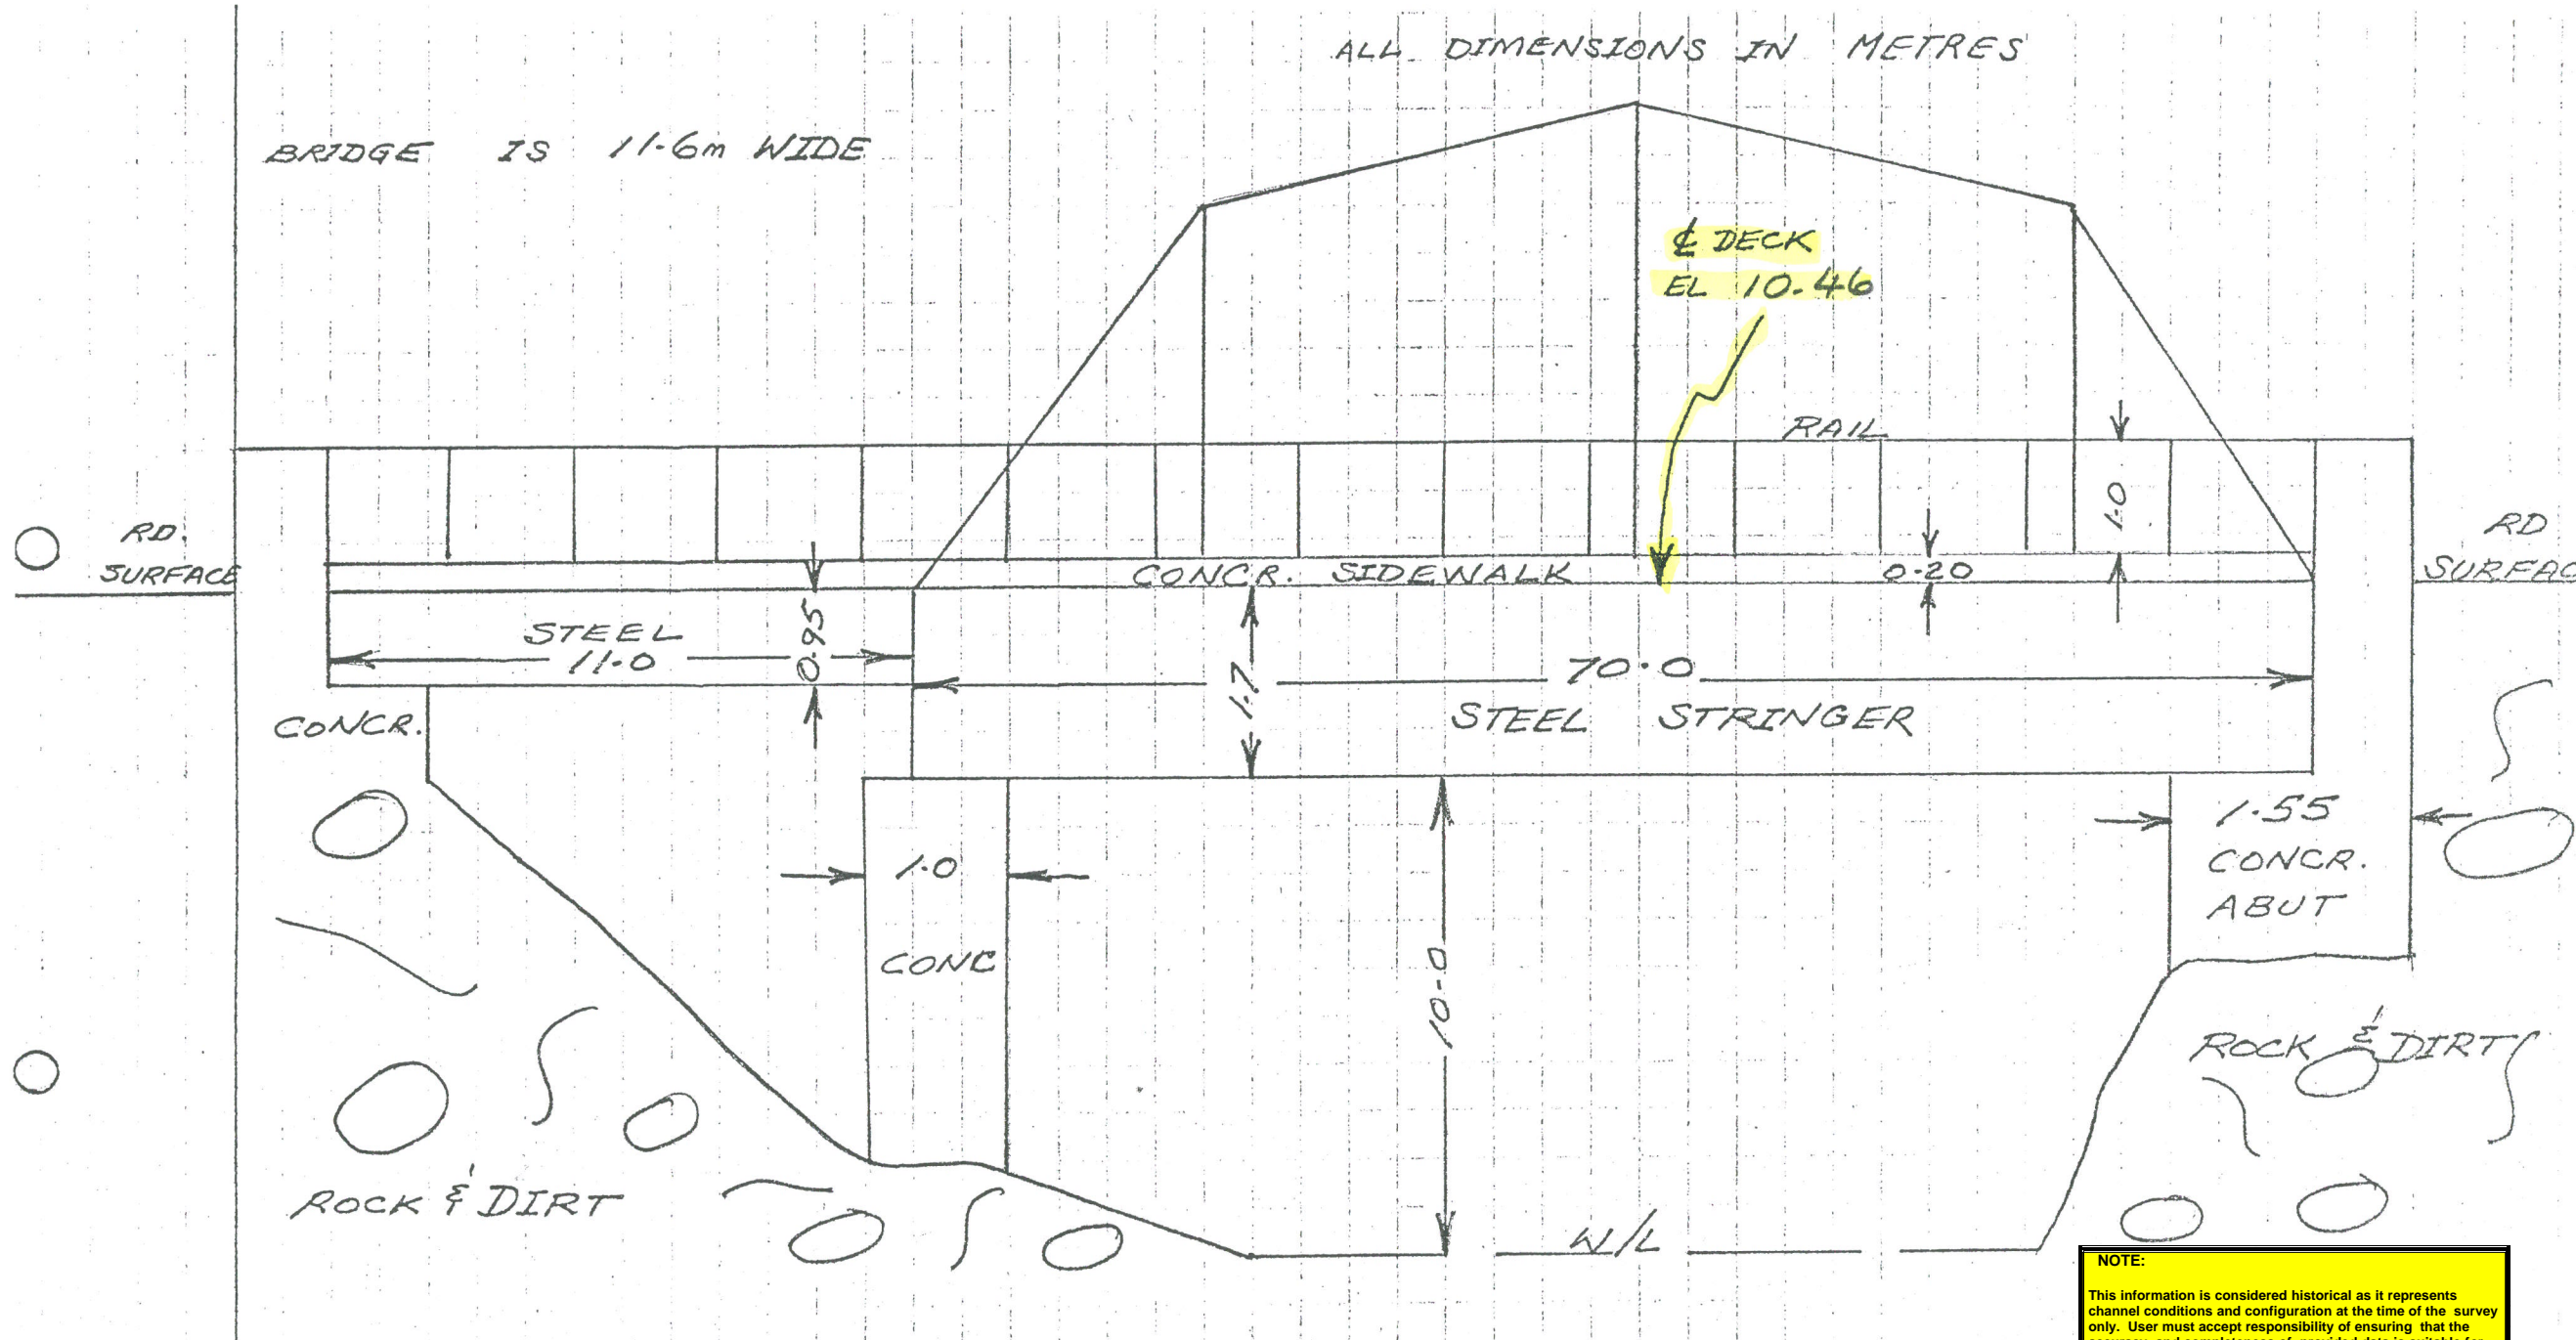 ALL DIMENSIONS IN METRES
BRIDGE IS 11.6m WIDE
℄ DECK
EL 10.46
RAIL
1.0
RD.
SURFACE
RD
SURFAC
CONCR. SIDEWALK
0.20
STEEL
11.0
0.95
1.7
70.0
STEEL STRINGER
CONCR.
1.0
CONC
10.0
1.55
CONCR.
ABUT
ROCK & DIRT
ROCK & DIRT
W/L
NOTE:
This information is considered historical as it represents
channel conditions and configuration at the time of the survey
only. User must accept responsibility of ensuring that the